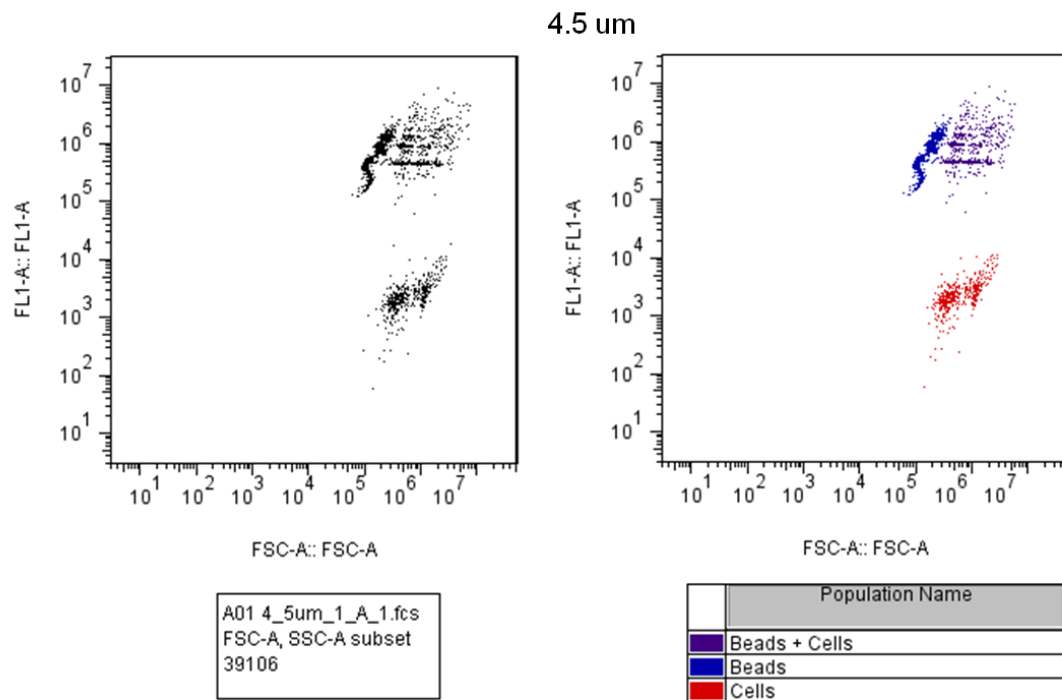 4.5 um
10^7
10^6
10^5
10^4
10^3
10^2
10^1
FL1-A:: FL1-A
10^1 10^2 10^3 10^4 10^5 10^6 10^7
FSC-A:: FSC-A
A01 4_5um_1_A_1.fcs
FSC-A, SSC-A subset
39106
10^7
10^6
10^5
10^4
10^3
10^2
10^1
FL1-A:: FL1-A
10^1 10^2 10^3 10^4 10^5 10^6 10^7
FSC-A:: FSC-A
Population Name
Beads + Cells
Beads
Cells